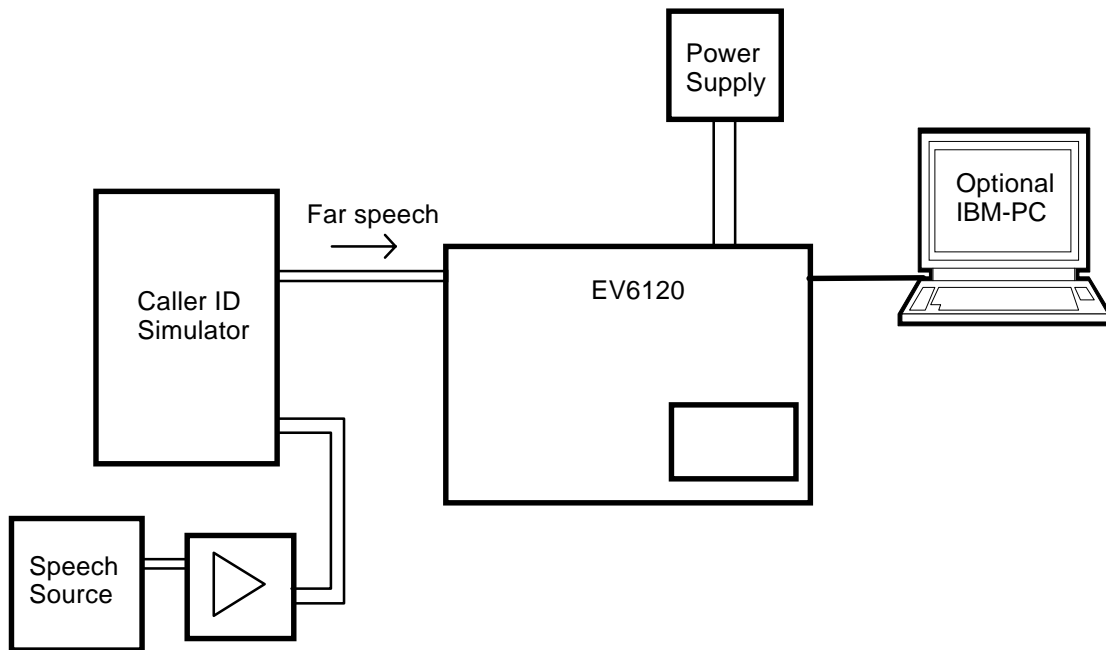 Power
Supply
Optional
IBM-PC
Far speech
EV6120
Caller ID
Simulator
Speech
Source